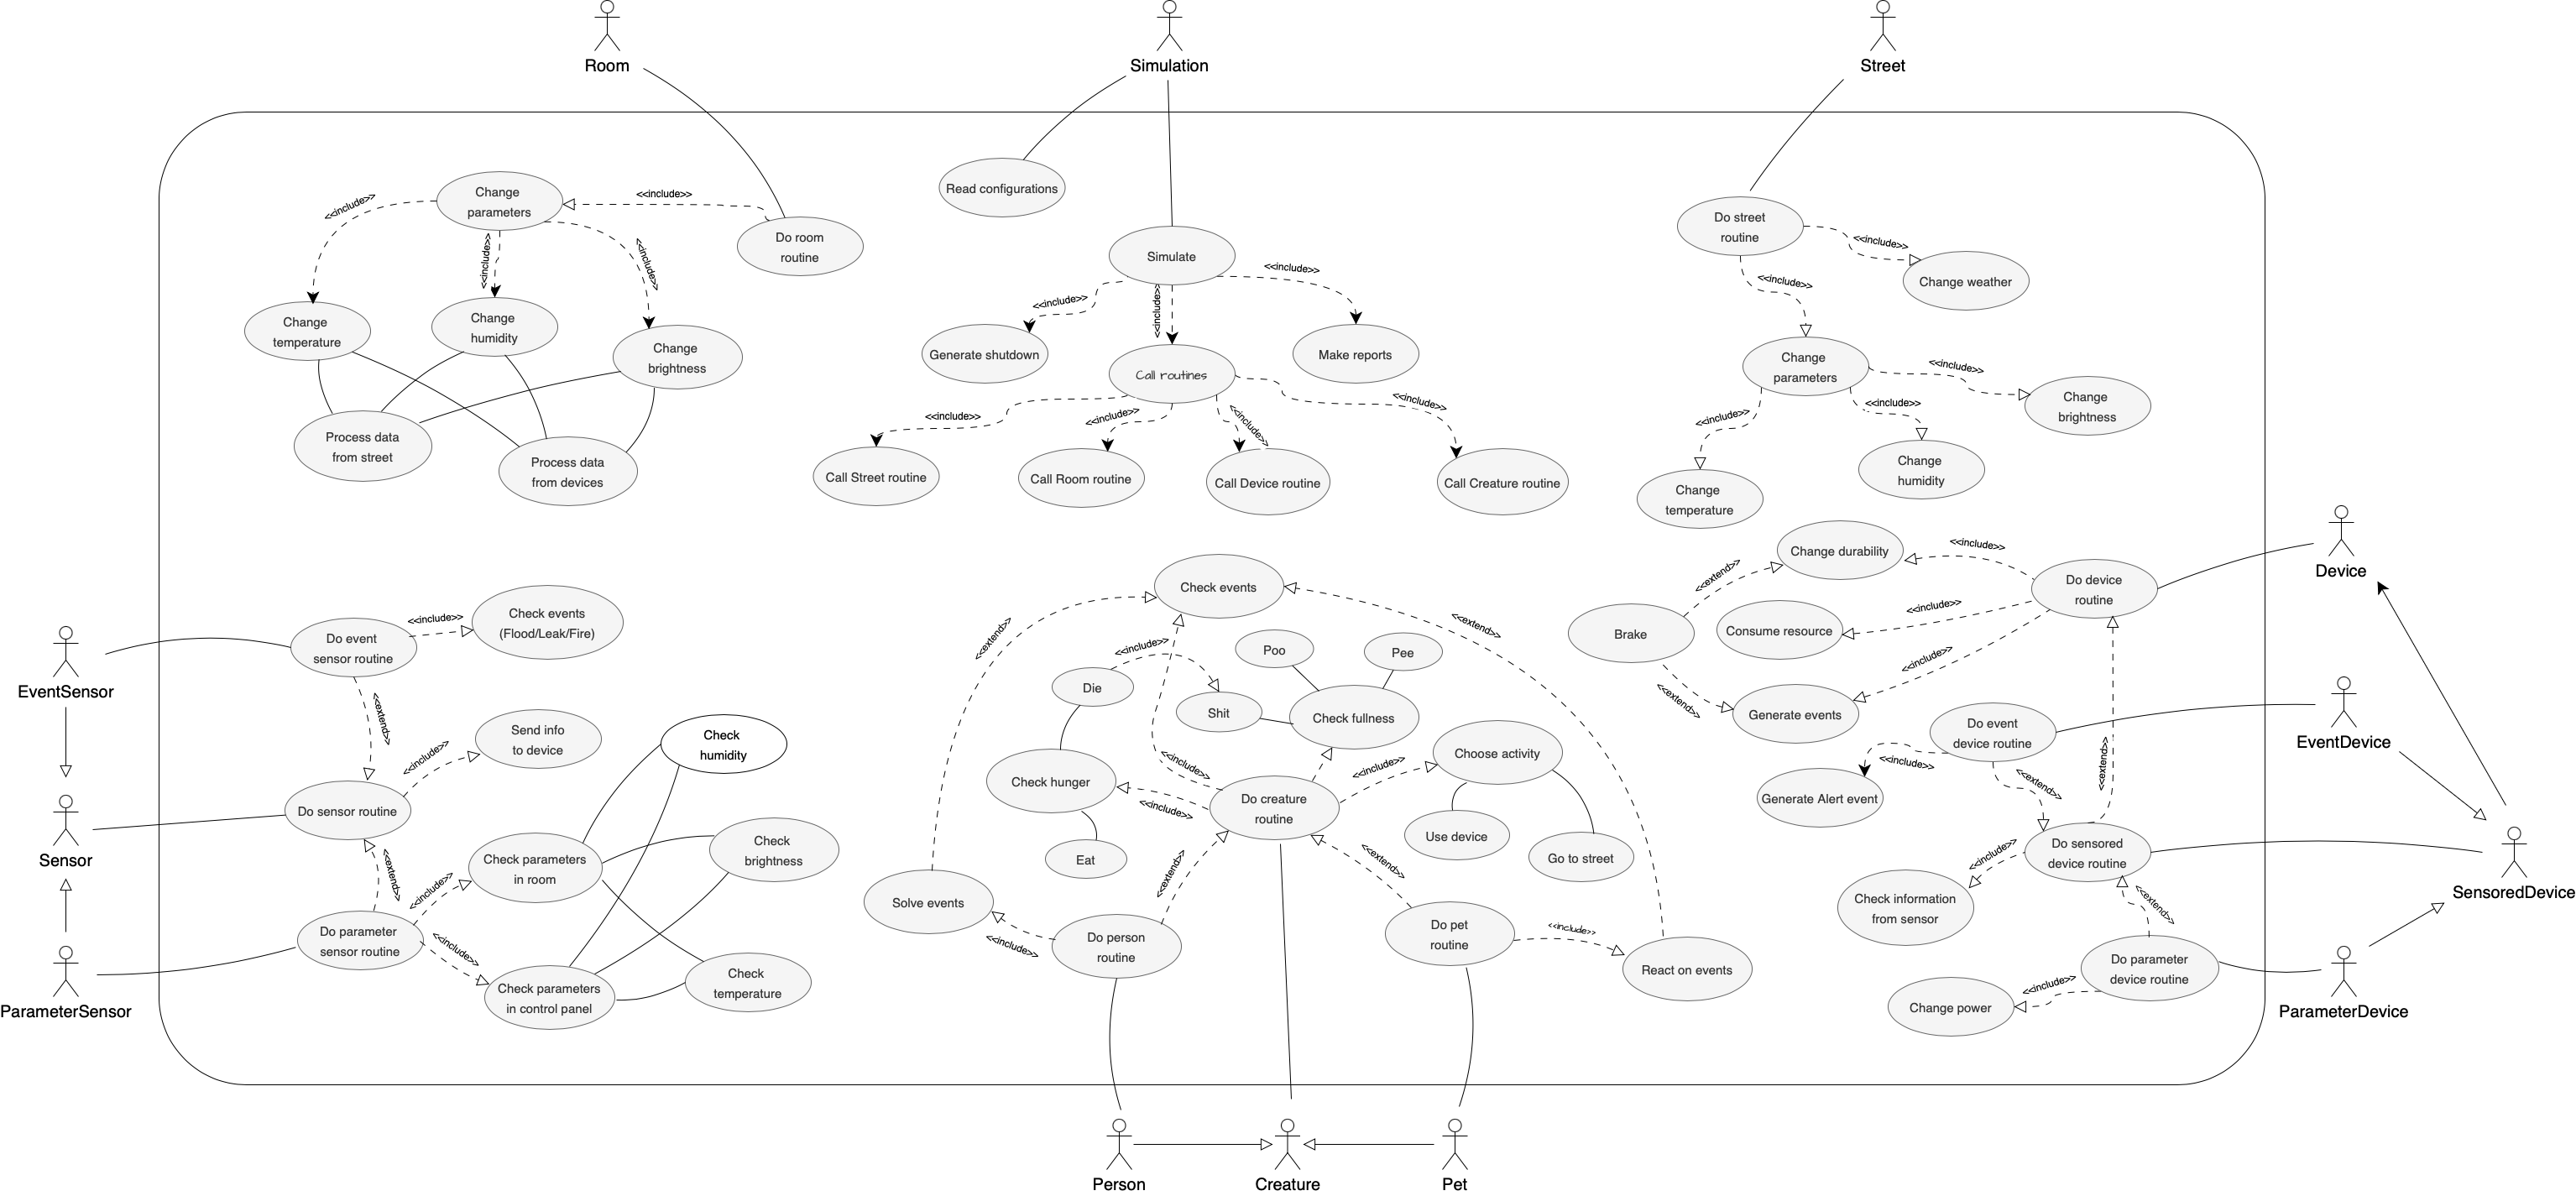 Room
Simulation
Street
<<include>>
Change
parameters
<<include>>
Do room
routine
<<include>>
<<include>>
Change
temperature
Change
humidity
Change
brightness
Process data
from street
Process data
from devices
Read configurations
Simulate
<<include>>
<<include>>
<<include>>
Generate shutdown
Call routines
Make reports
<<include>>
<<include>>
<<include>>
<<include>>
Call Street routine
Call Room routine
Call Device routine
Call Creature routine
Do street
routine
<<include>>
Change weather
<<include>>
Change
parameters
<<include>>
Change
brightness
<<include>>
<<include>>
Change
humidity
Change
temperature
EventSensor
Sensor
ParameterSensor
Do event
sensor routine
<<include>>
Check events
(Flood/Leak/Fire)
<<extend>>
Send info
to device
<<include>>
Do sensor routine
Check
humidity
<<extend>>
<<include>>
Check parameters
in room
Check
brightness
Do parameter
sensor routine
<<include>>
Check parameters
in control panel
Check
temperature
Check events
<<extend>>
<<extend>>
<<include>>
Poo
Pee
Die
Shit
Check fullness
<<include>>
<<include>>
Choose activity
Check hunger
<<include>>
Do creature
routine
Use device
Go to street
Eat
<<extend>>
<<extend>>
Solve events
<<include>>
Do person
routine
Do pet
routine
<<include>>
React on events
Change durability
<<include>>
<<extend>>
Do device
routine
Device
Brake
Consume resource
<<include>>
<<include>>
<<extend>>
Generate events
Do event
device routine
EventDevice
<<include>>
<<extend>>
<<extend>>
Generate Alert event
Do sensored
device routine
SensoredDevice
<<include>>
Check information
from sensor
<<extend>>
Do parameter
device routine
<<include>>
Change power
ParameterDevice
Person
Creature
Pet